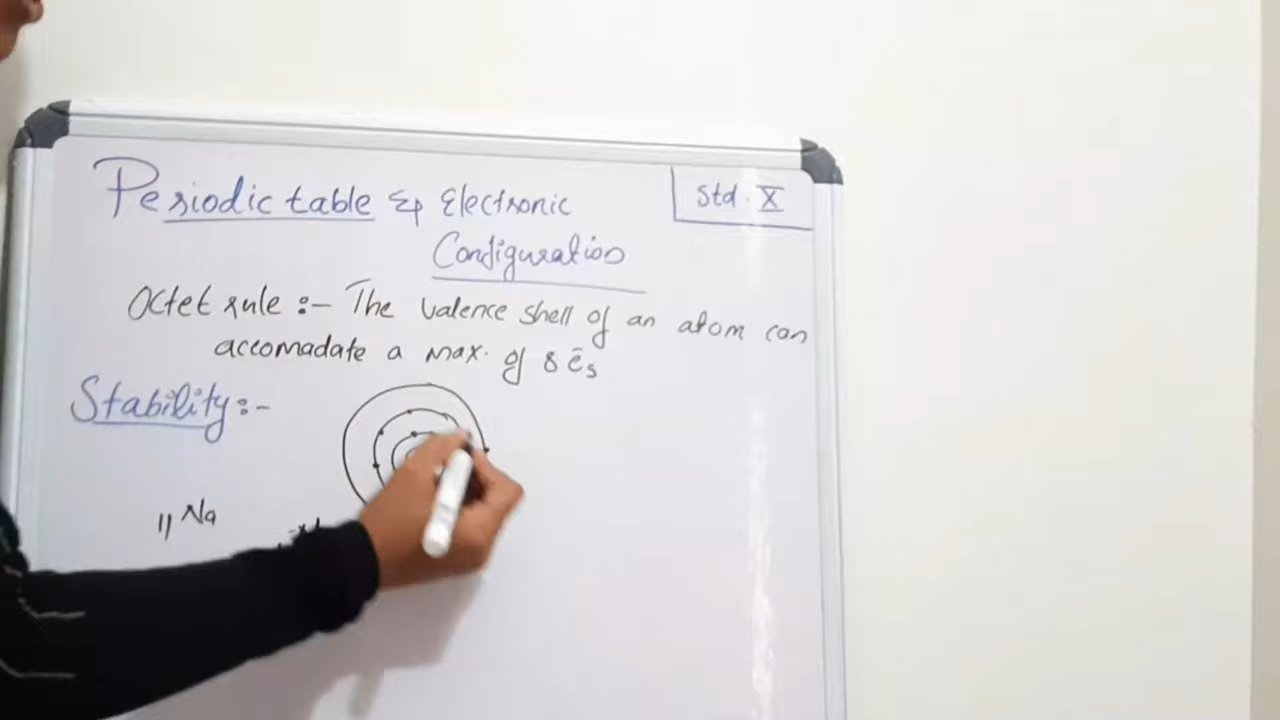 Periodic table & Electronic
Configuration
Std. X
Octet rule :- The valence shell of an atom can
accomadate a max. of 8 ēs
Stability :-
11 Na